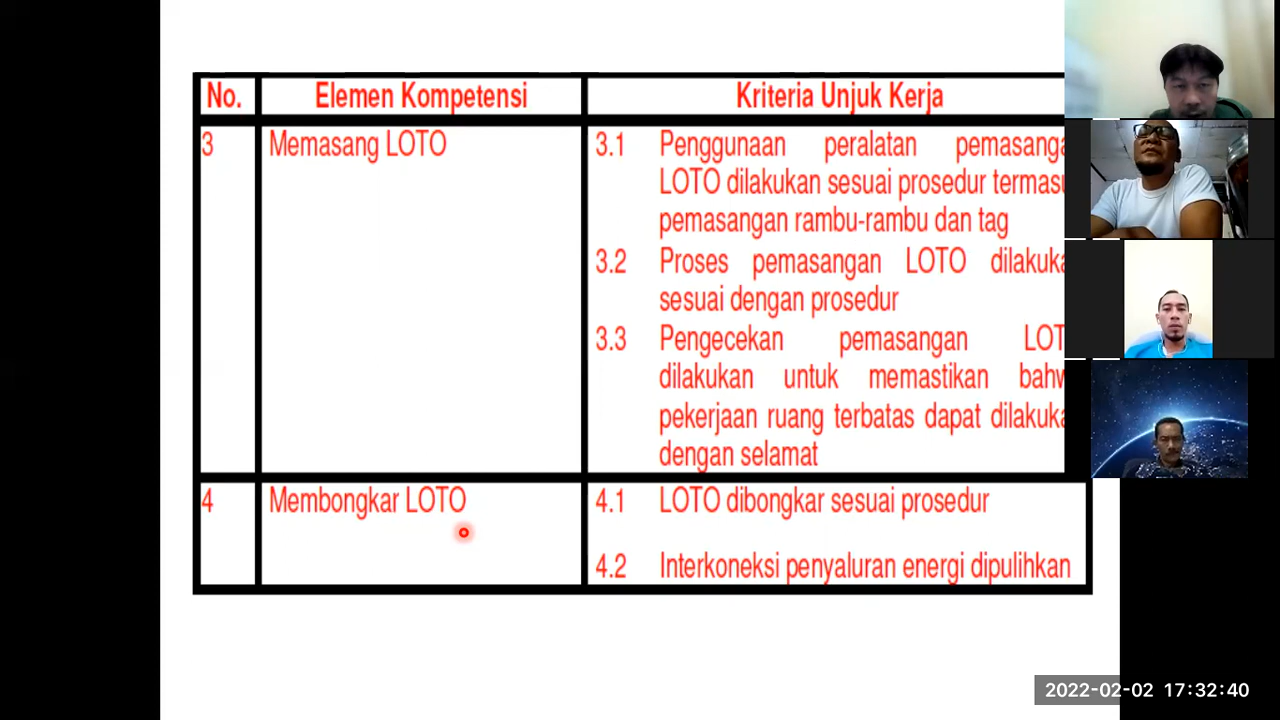 No. Elemen Kompetensi Kriteria Unjuk Kerja
3 Memasang LOTO 3.1 Penggunaan peralatan
LOTO dilakukan sesuai prosedur
pemasangan rambu-rambu dan tag
3.2 Proses pemasangan LOTO
sesuai dengan prosedur
3.3 Pengecekan pemasangan
dilakukan untuk memastikan
pekerjaan ruang terbatas dapat
dengan selamat
4 Membongkar LOTO 4.1 LOTO dibongkar sesuai prosedur
4.2 Interkoneksi penyaluran energi dipulihkan
2022-02-02 17:32:40